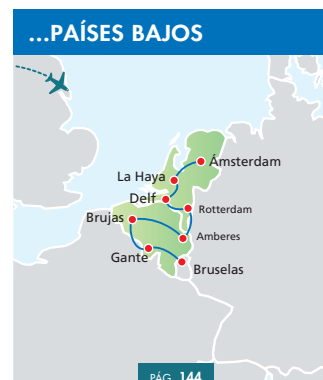 ...PAÍSES BAJOS
Ámsterdam
La Haya
Delf
Rotterdam
Brujas
Amberes
Gante
Bruselas
PÁG. 144